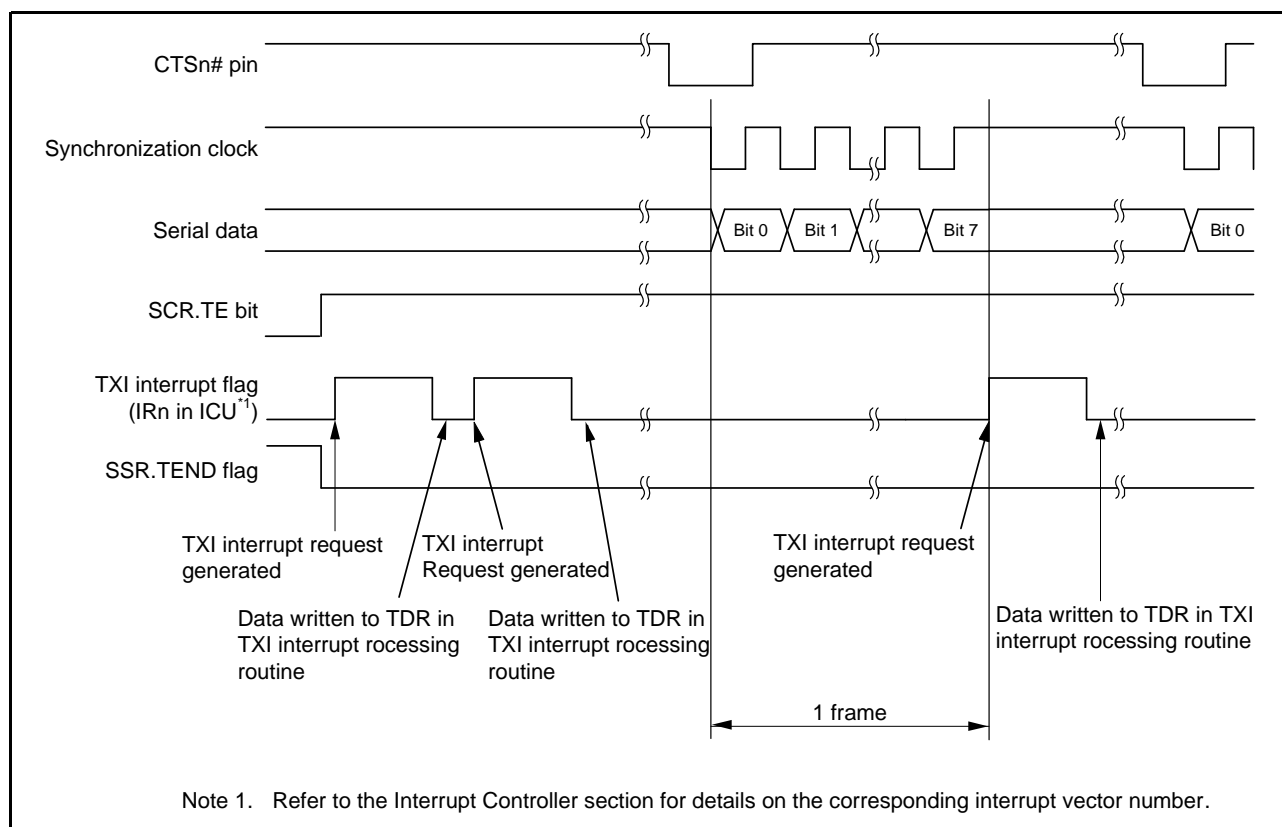 CTSn# pin
Synchronization clock
Serial data
Bit 0
Bit 1
Bit 7
Bit 0
SCR.TE bit
TXI interrupt flag
(IRn in ICU*1)
SSR.TEND flag
TXI interrupt request
generated
TXI interrupt
Request generated
TXI interrupt request
generated
Data written to TDR in
TXI interrupt rocessing
routine
Data written to TDR in
TXI interrupt rocessing
routine
Data written to TDR in TXI
interrupt rocessing routine
1 frame
Note 1. Refer to the Interrupt Controller section for details on the corresponding interrupt vector number.